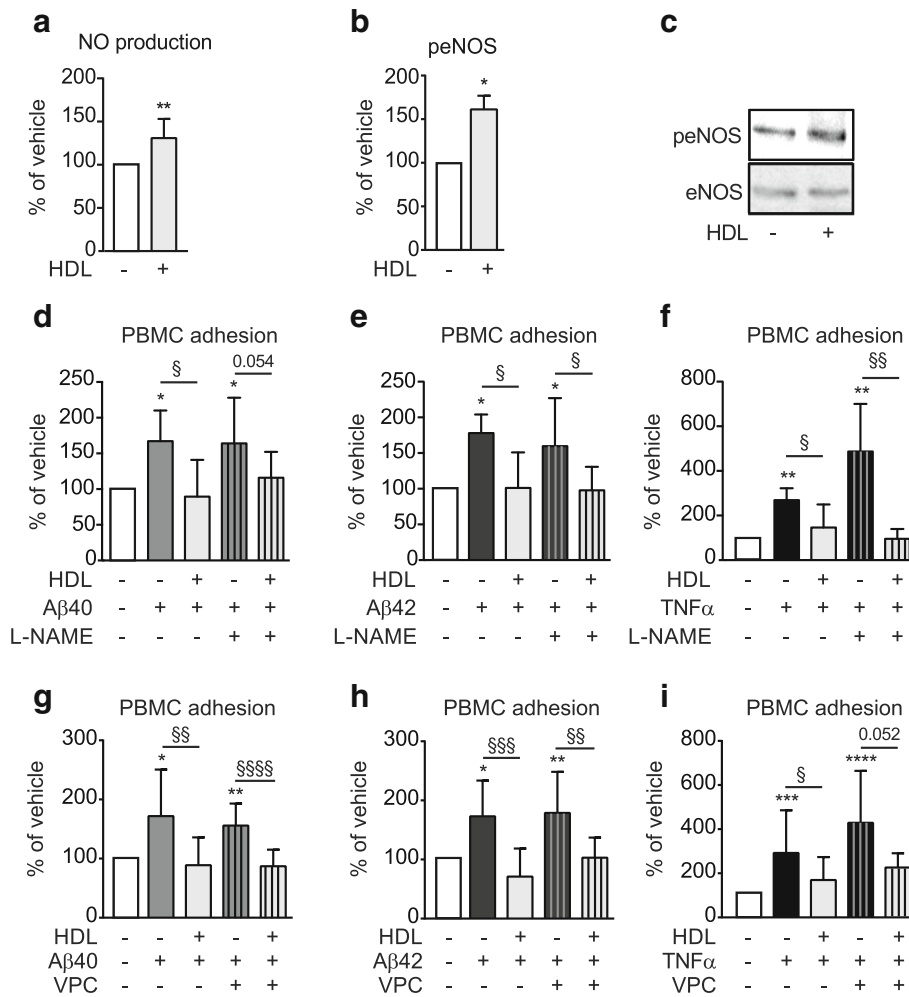 a
NO production
200
150
100
50
0
% of vehicle
**
HDL - +
b
peNOS
200
150
100
50
0
% of vehicle
*
HDL - +
c
peNOS
eNOS
HDL - +
d
PBMC adhesion
250
200
150
100
50
0
% of vehicle
* § * 0.054
HDL - - + - +
Aβ40 - + + + +
L-NAME - - - + +
e
PBMC adhesion
250
200
150
100
50
0
% of vehicle
* § * §
HDL - - + - +
Aβ42 - + + + +
L-NAME - - - + +
f
PBMC adhesion
800
600
400
200
0
% of vehicle
** § ** §§
HDL - - + - +
TNFα - + + + +
L-NAME - - - + +
g
PBMC adhesion
300
200
100
0
% of vehicle
* §§ ** §§§§
HDL - - + - +
Aβ40 - + + + +
VPC - - - + +
h
PBMC adhesion
300
200
100
0
% of vehicle
* §§§ ** §§
HDL - - + - +
Aβ42 - + + + +
VPC - - - + +
i
PBMC adhesion
800
600
400
200
0
% of vehicle
*** § **** 0.052
HDL - - + - +
TNFα - + + + +
VPC - - - + +